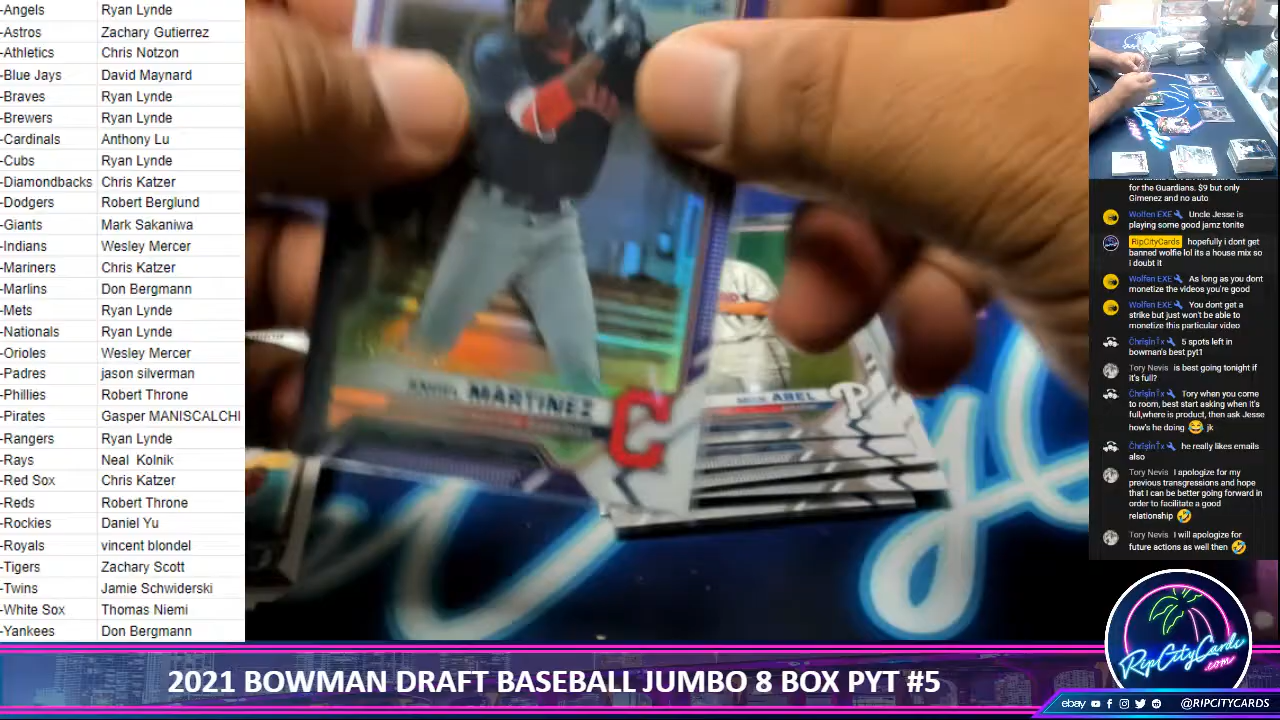 -Angels Ryan Lynde
-Astros Zachary Gutierrez
-Athletics Chris Notzon
-Blue Jays David Maynard
-Braves Ryan Lynde
-Brewers Ryan Lynde
-Cardinals Anthony Lu
-Cubs Ryan Lynde
-Diamondbacks Chris Katzer
-Dodgers Robert Berglund
-Giants Mark Sakaniwa
-Indians Wesley Mercer
-Mariners Chris Katzer
-Marlins Don Bergmann
-Mets Ryan Lynde
-Nationals Ryan Lynde
-Orioles Wesley Mercer
-Padres jason silverman
-Phillies Robert Throne
-Pirates Gasper MANISCALCHI
-Rangers Ryan Lynde
-Rays Neal Kolnik
-Red Sox Chris Katzer
-Reds Robert Throne
-Rockies Daniel Yu
-Royals vincent blondel
-Tigers Zachary Scott
-Twins Jamie Schwiderski
-White Sox Thomas Niemi
-Yankees Don Bergmann
MARTINEZ
C
ABEL
P
for the Guardians. $9 but only
Gimenez and no auto
Wolfen EXE Uncle Jesse is
playing some good jamz tonite
RipCityCards hopefully i dont get
banned wolfie lol its a house mix so
i doubt it
Wolfen EXE As long as you dont
monetize the videos you're good
Wolfen EXE You dont get a
strike but just won't be able to
monetize this particular video
5 spots left in
bowman's best pyt1
Tory Nevis is best going tonight if
it's full?
Tory when you come
to room, best start asking when it's
full,where is product, then ask Jesse
how's he doing 😂 jk
he really likes emails
also
Tory Nevis I apologize for my
previous transgressions and hope
that I can be better going forward in
order to facilitate a good
relationship 🤣
Tory Nevis I will apologize for
future actions as well then 🤣
RipCityCards
.com
2021 BOWMAN DRAFT BASEBALL JUMBO 8 BOX PYT #5
ebay @RIPCITYCARDS